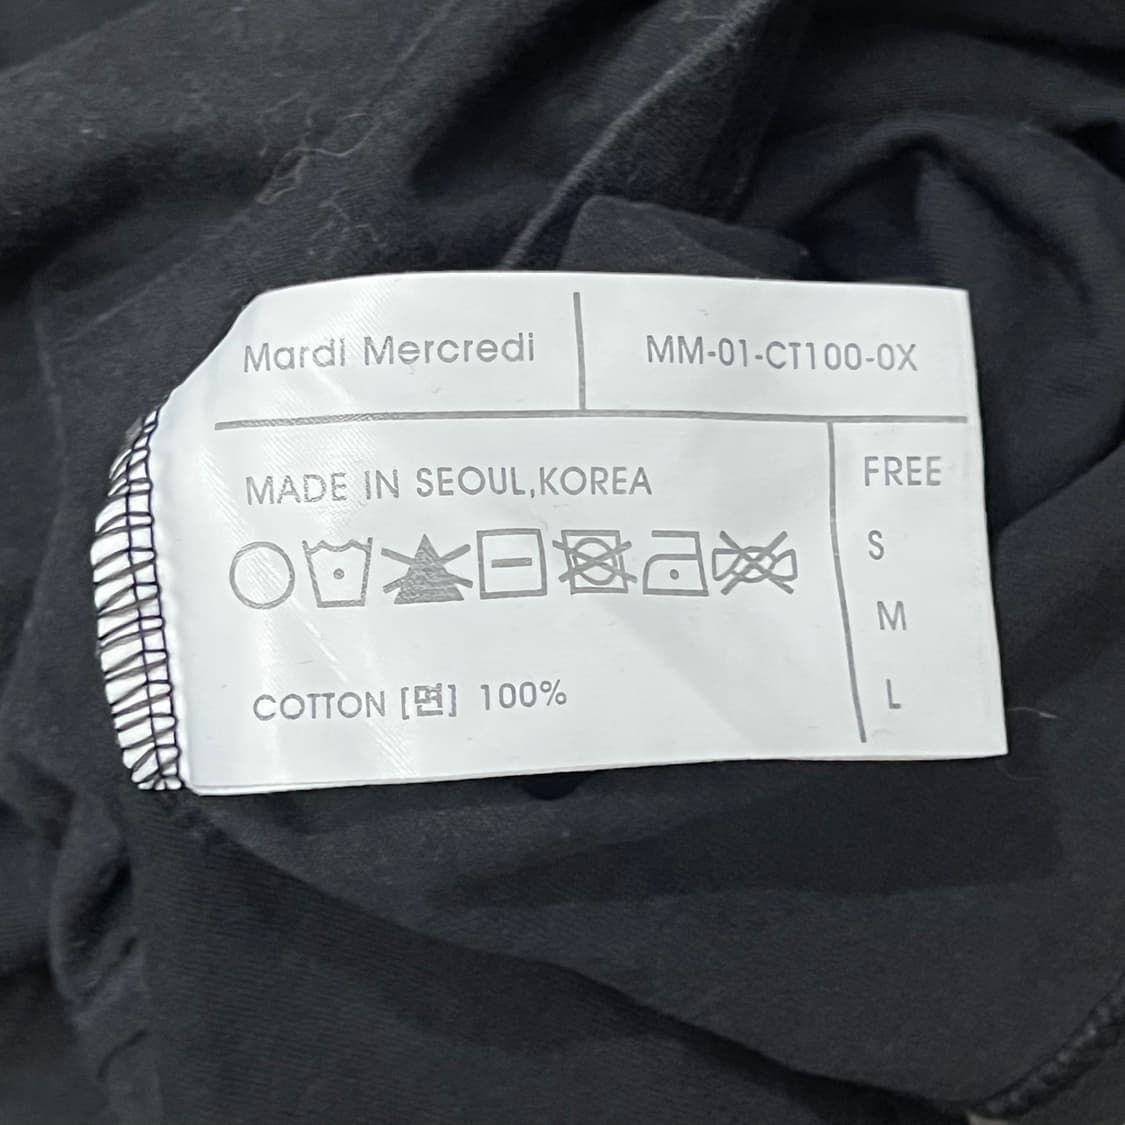 Mardi Mercredi
MM-01-CT100-0X
MADE IN SEOUL,KOREA
COTTON [면] 100%
FREE
S
M
L